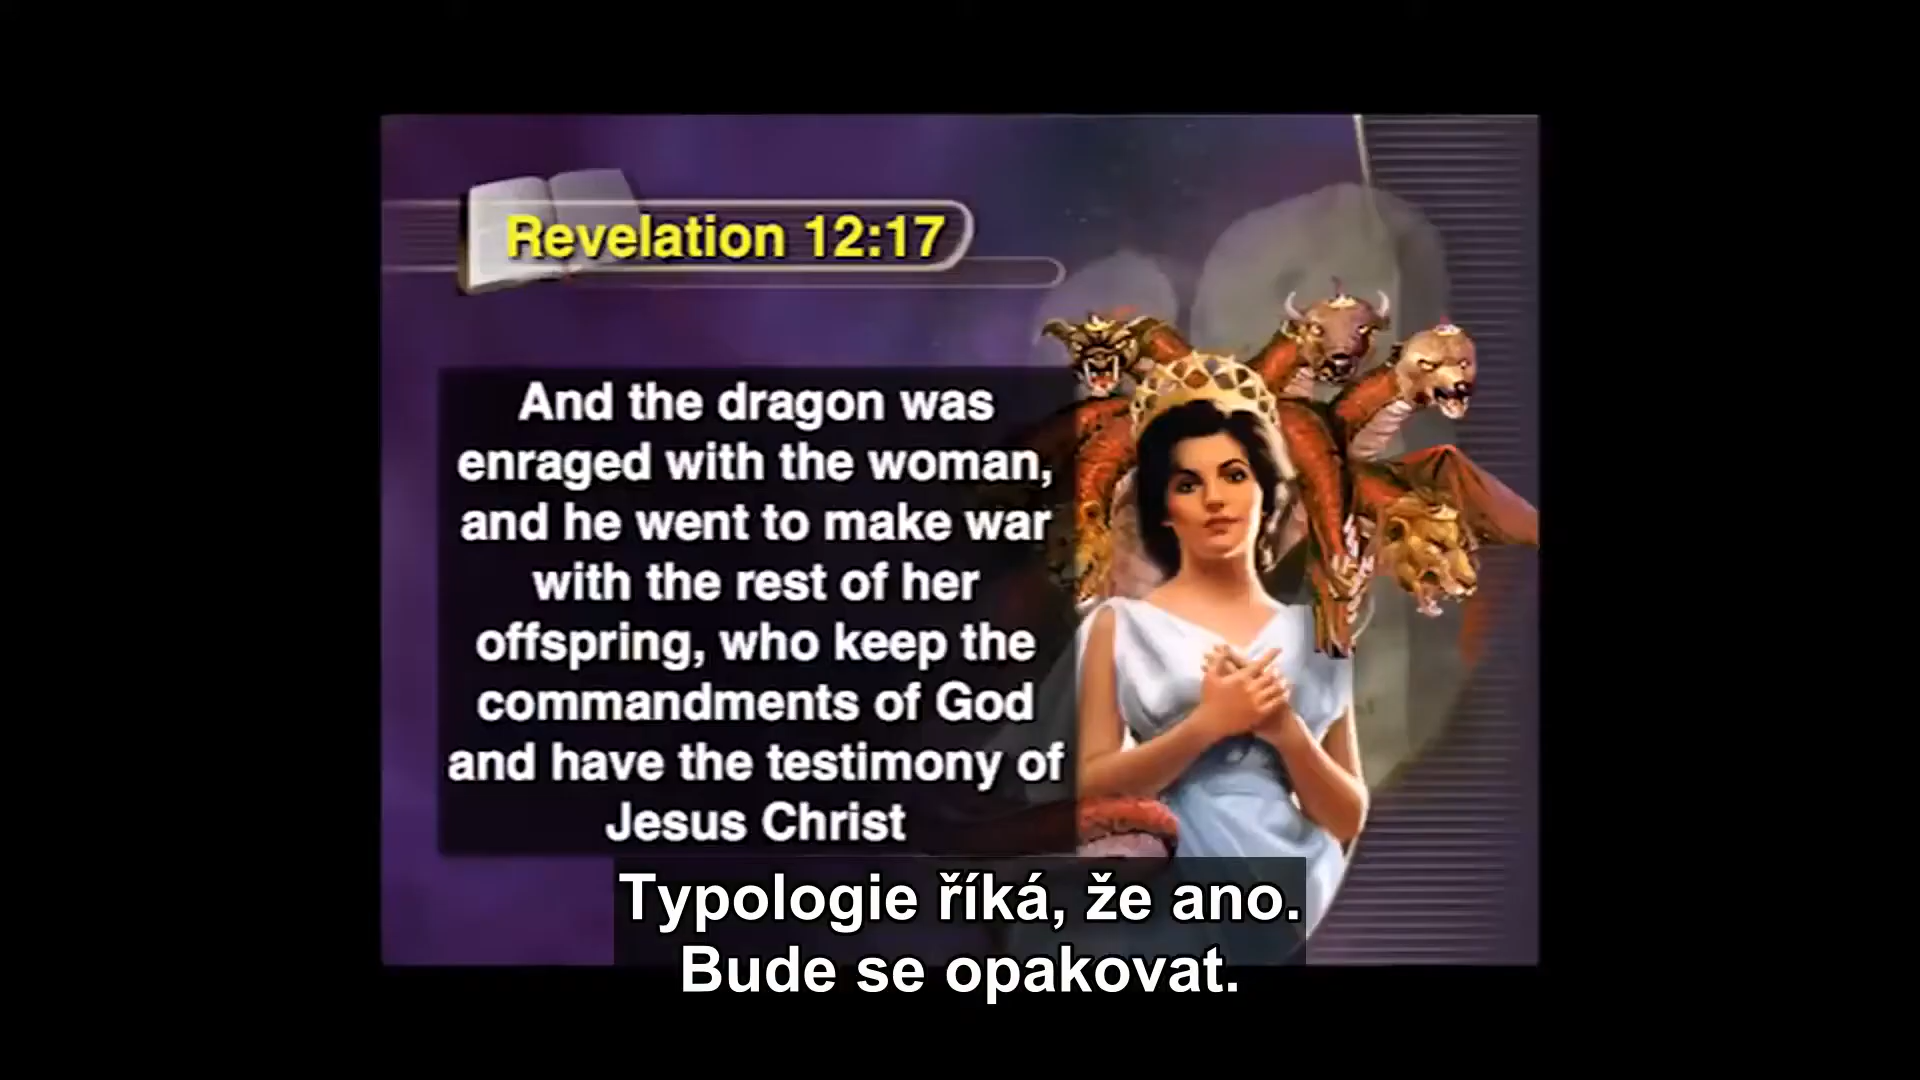 Revelation 12:17
And the dragon was
enraged with the woman,
and he went to make war
with the rest of her
offspring, who keep the
commandments of God
and have the testimony of
Jesus Christ
Typologie říká, že ano.
Bude se opakovat.